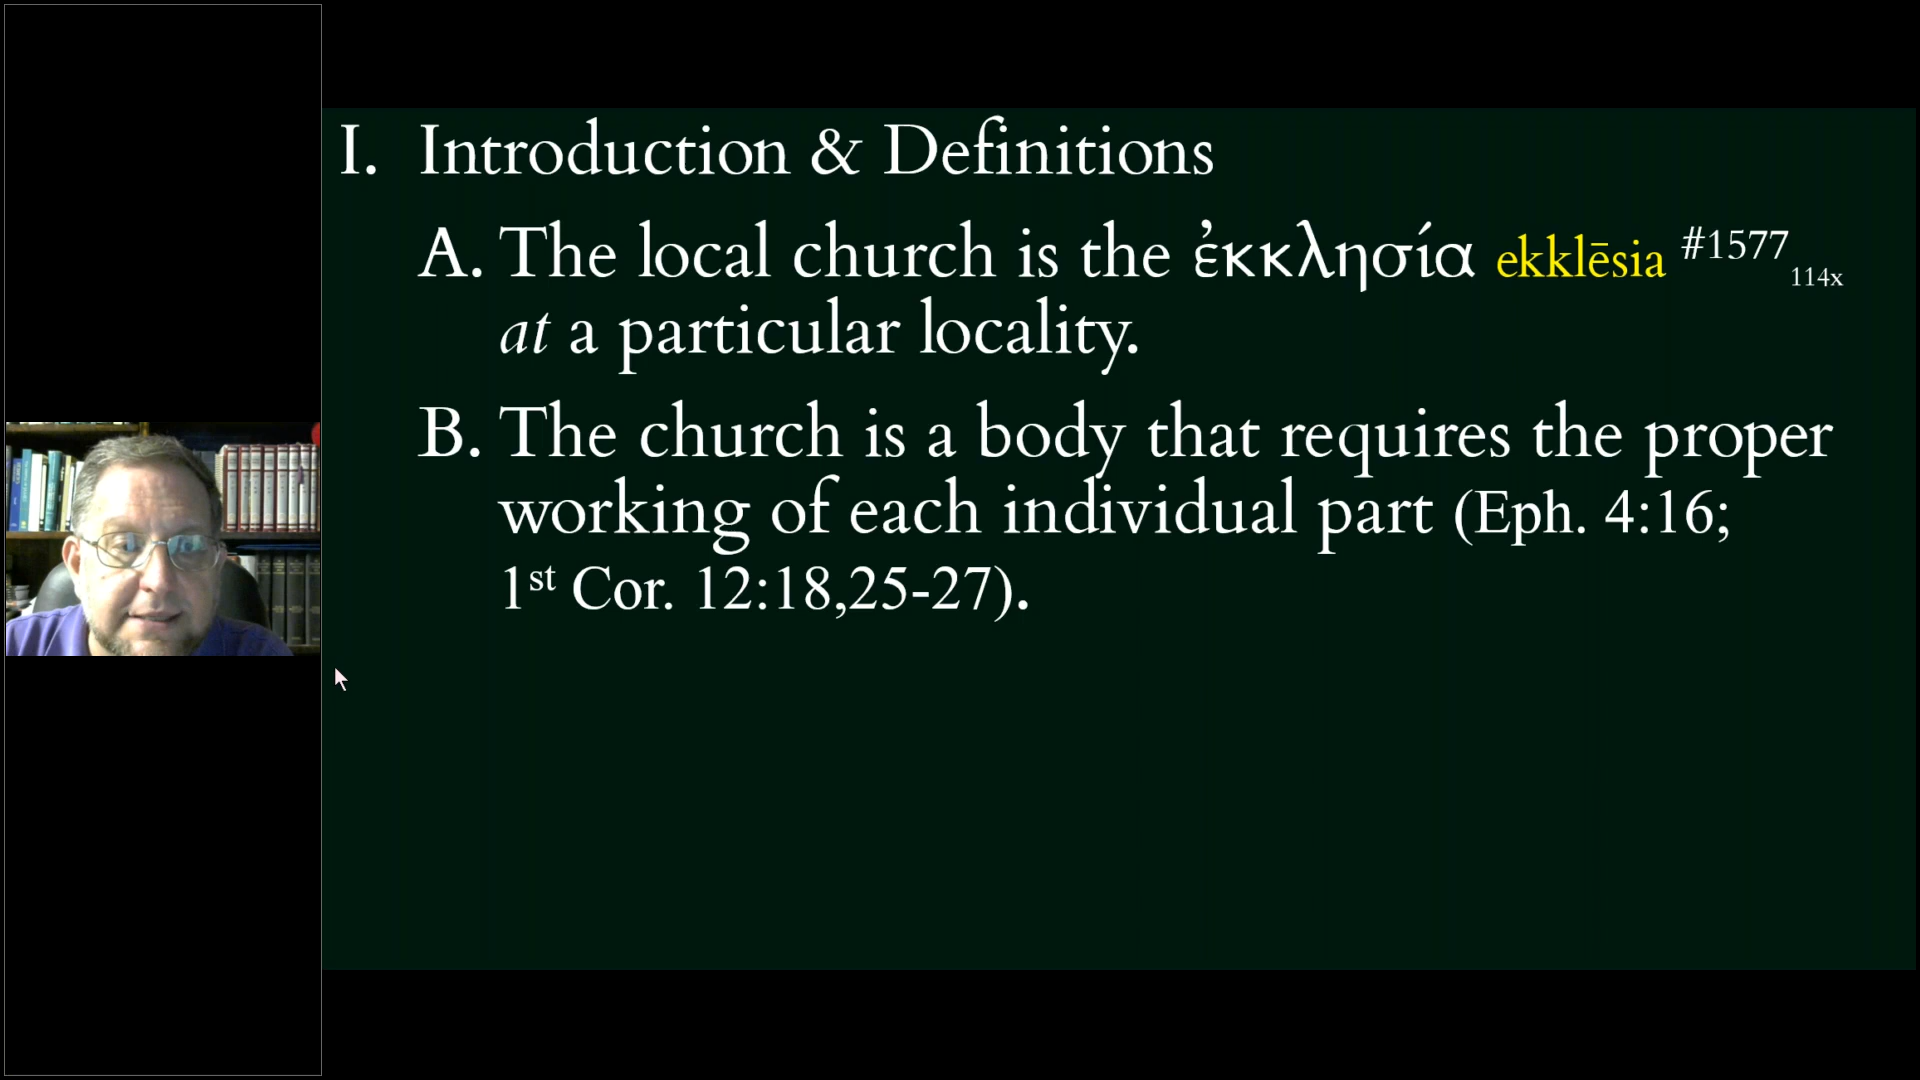 I. Introduction & Definitions
A. The local church is the ἐκκλησία ekklēsia #1577 114x
at a particular locality.
B. The church is a body that requires the proper
working of each individual part (Eph. 4:16;
1st Cor. 12:18,25-27).